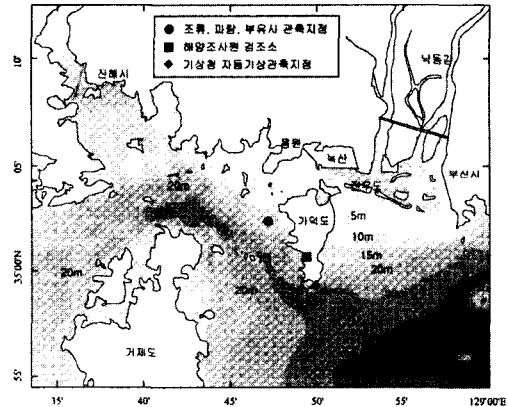 ● 조류, 파랑, 부유사 관측지점
■ 해양조사원 검조소
◆ 기상청 자동기상관측지점
10'
진해시
낙동강
용원
녹산
05'
20m
부산시
가덕도
5m
10m
15m
20m
35°00'N
20m
20m
거제도
55'
35'
40'
45'
50'
55'
129°00'E